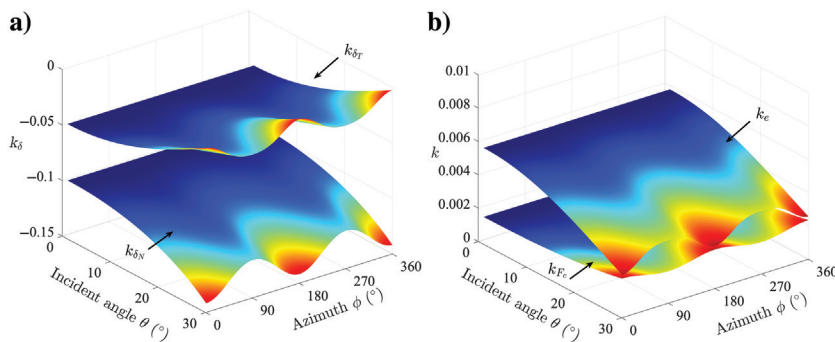 a)
k_{δ_T}
0
−0.05
k_δ
−0.1
k_{δ_N}
−0.15
0
10
20
30
Incident angle θ (°)
0
90
180
270
360
Azimuth ϕ (°)
b)
0.01
0.008
k_e
0.006
k
0.004
0.002
0
k_{F_e}
0
10
20
30
Incident angle θ (°)
0
90
180
270
360
Azimuth ϕ (°)